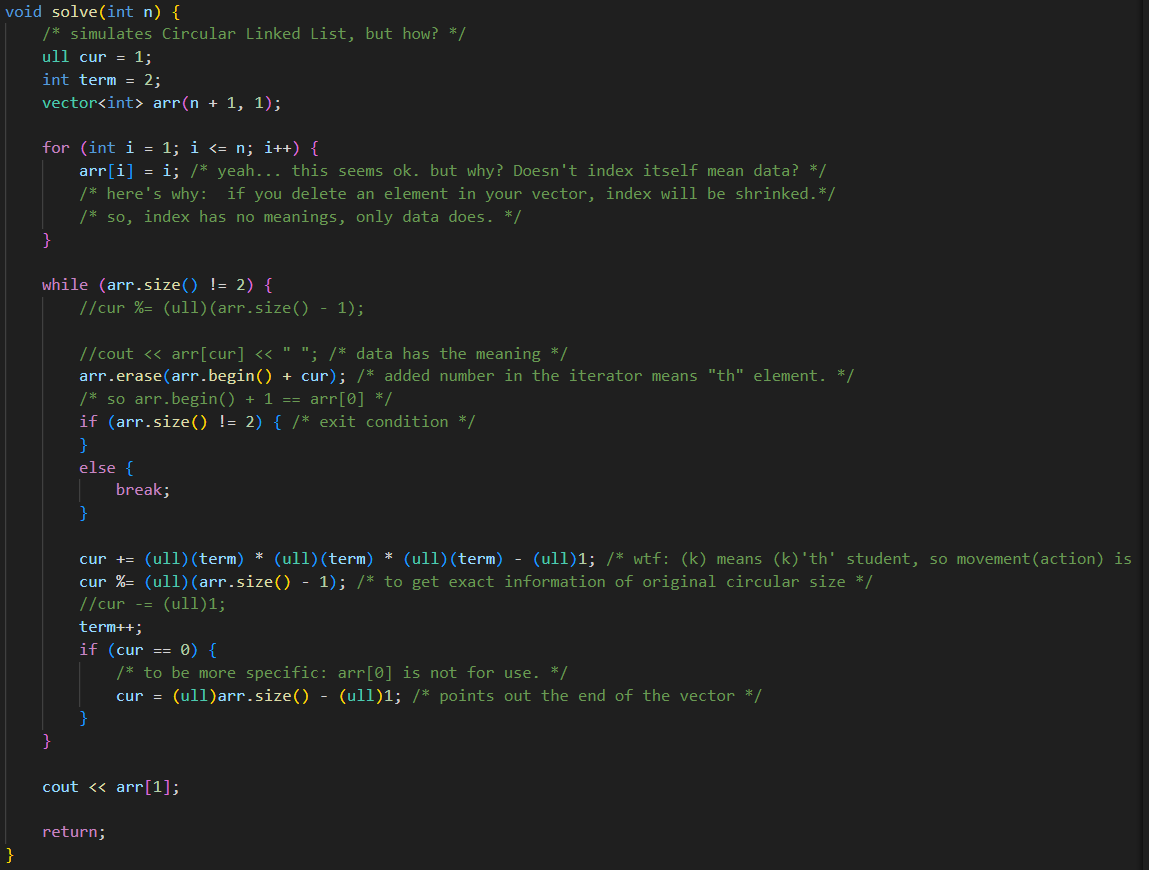 void solve(int n) {
    /* simulates Circular Linked List, but how? */
    ull cur = 1;
    int term = 2;
    vector<int> arr(n + 1, 1);

    for (int i = 1; i <= n; i++) {
        arr[i] = i; /* yeah... this seems ok. but why? Doesn't index itself mean data? */
        /* here's why:  if you delete an element in your vector, index will be shrinked.*/
        /* so, index has no meanings, only data does. */
    }

    while (arr.size() != 2) {
        //cur %= (ull)(arr.size() - 1);

        //cout << arr[cur] << " "; /* data has the meaning */
        arr.erase(arr.begin() + cur); /* added number in the iterator means "th" element. */
        /* so arr.begin() + 1 == arr[0] */
        if (arr.size() != 2) { /* exit condition */
        }
        else {
            break;
        }

        cur += (ull)(term) * (ull)(term) * (ull)(term) - (ull)1; /* wtf: (k) means (k)'th' student, so movement(action) is
        cur %= (ull)(arr.size() - 1); /* to get exact information of original circular size */
        //cur -= (ull)1;
        term++;
        if (cur == 0) {
            /* to be more specific: arr[0] is not for use. */
            cur = (ull)arr.size() - (ull)1; /* points out the end of the vector */
        }
    }

    cout << arr[1];

    return;
}